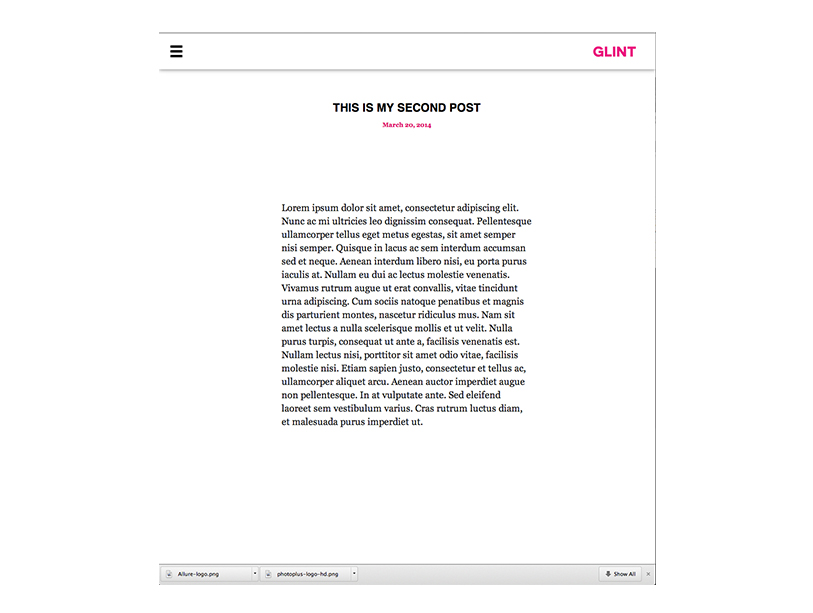 GLINT
THIS IS MY SECOND POST
March 20, 2014
Lorem ipsum dolor sit amet, consectetur adipiscing elit.
Nunc ac mi ultricies leo dignissim consequat. Pellentesque
ullamcorper tellus eget metus egestas, sit amet semper
nisi semper. Quisque in lacus ac sem interdum accumsan
sed et neque. Aenean interdum libero nisi, eu porta purus
iaculis at. Nullam eu dui ac lectus molestie venenatis.
Vivamus rutrum augue ut erat convallis, vitae tincidunt
urna adipiscing. Cum sociis natoque penatibus et magnis
dis parturient montes, nascetur ridiculus mus. Nam sit
amet lectus a nulla scelerisque mollis et ut velit. Nulla
purus turpis, consequat ut ante a, facilisis venenatis est.
Nullam lectus nisi, porttitor sit amet odio vitae, facilisis
molestie nisi. Etiam sapien justo, consectetur et tellus ac,
ullamcorper aliquet arcu. Aenean auctor imperdiet augue
non pellentesque. In at vulputate ante. Sed eleifend
laoreet sem vestibulum varius. Cras rutrum luctus diam,
et malesuada purus imperdiet ut.
Allure-logo.png
photoplus-logo-hd.png
Show All